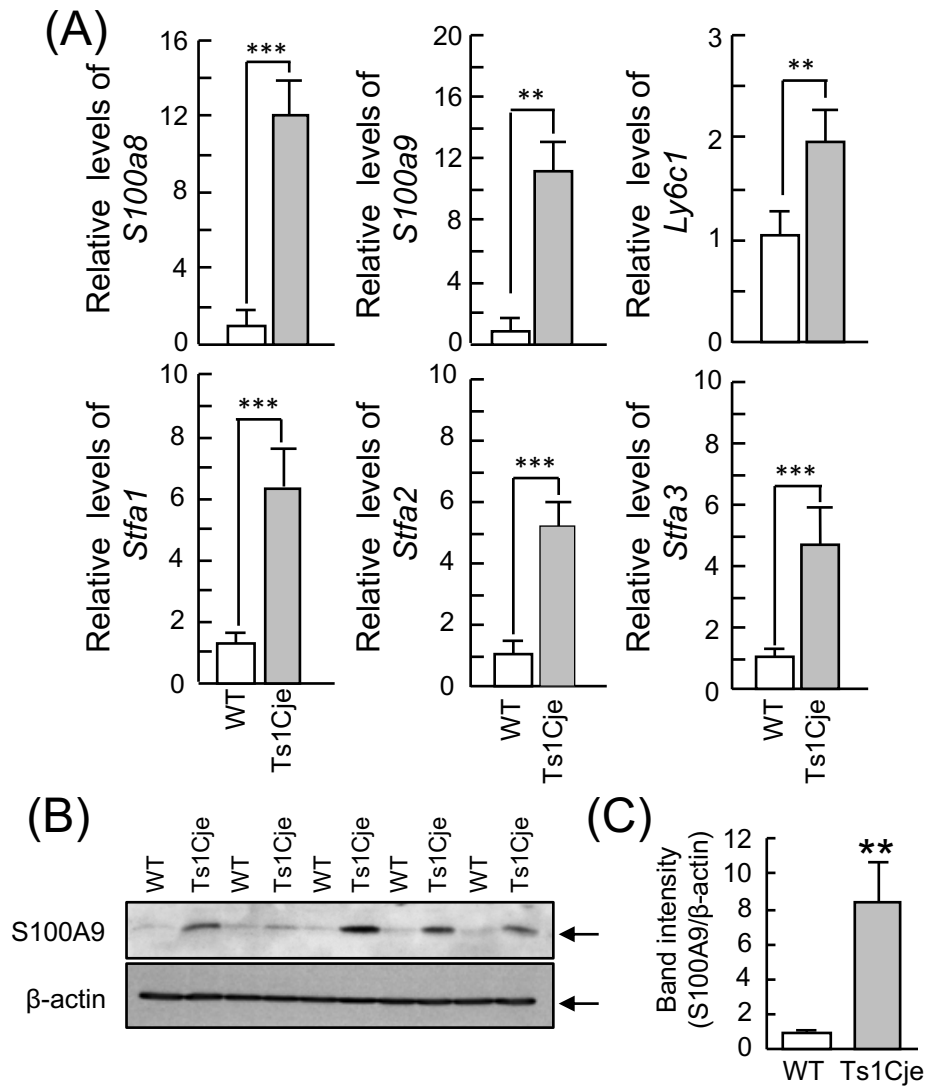 (A)
Relative levels of
S100a8
16
12
8
4
0
***
Relative levels of
S100a9
20
16
12
8
4
0
**
Relative levels of
Ly6c1
3
2
1
0
**
Relative levels of
Stfa1
10
8
6
4
2
0
***
WT
Ts1Cje
Relative levels of
Stfa2
10
8
6
4
2
0
***
WT
Ts1Cje
Relative levels of
Stfa3
10
8
6
4
2
0
***
WT
Ts1Cje
(B)
WT Ts1Cje WT Ts1Cje WT Ts1Cje WT Ts1Cje WT Ts1Cje
S100A9
β-actin
(C)
Band intensity
(S100A9/β-actin)
12
10
8
6
4
2
0
**
WT Ts1Cje